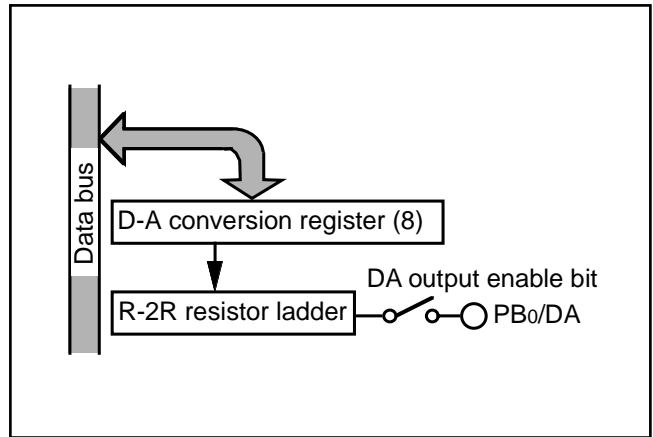 Data bus
D-A conversion register (8)
DA output enable bit
R-2R resistor ladder
PB0/DA